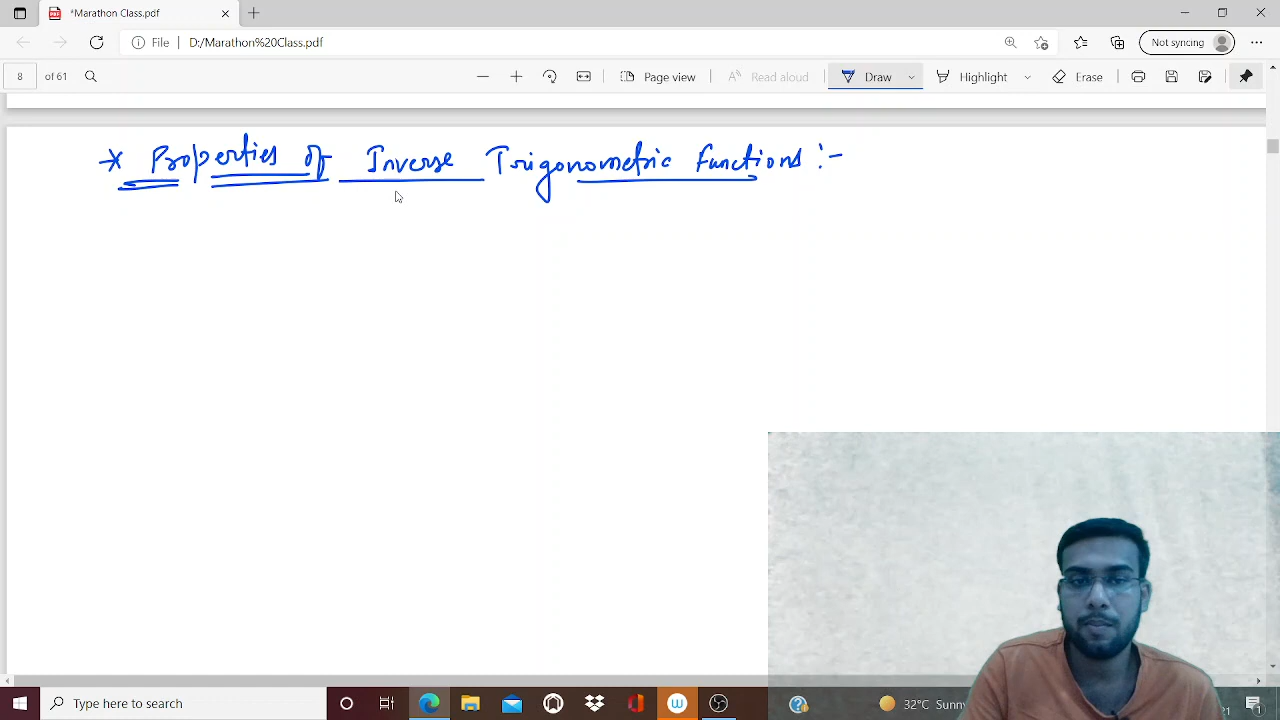 *Marathon Class.pdf
File D:/Marathon%20Class.pdf Not syncing
8 of 61 Page view Read aloud Draw Highlight Erase
* Properties of Inverse Trigonometric Functions :-
Type here to search 32°C Sunny